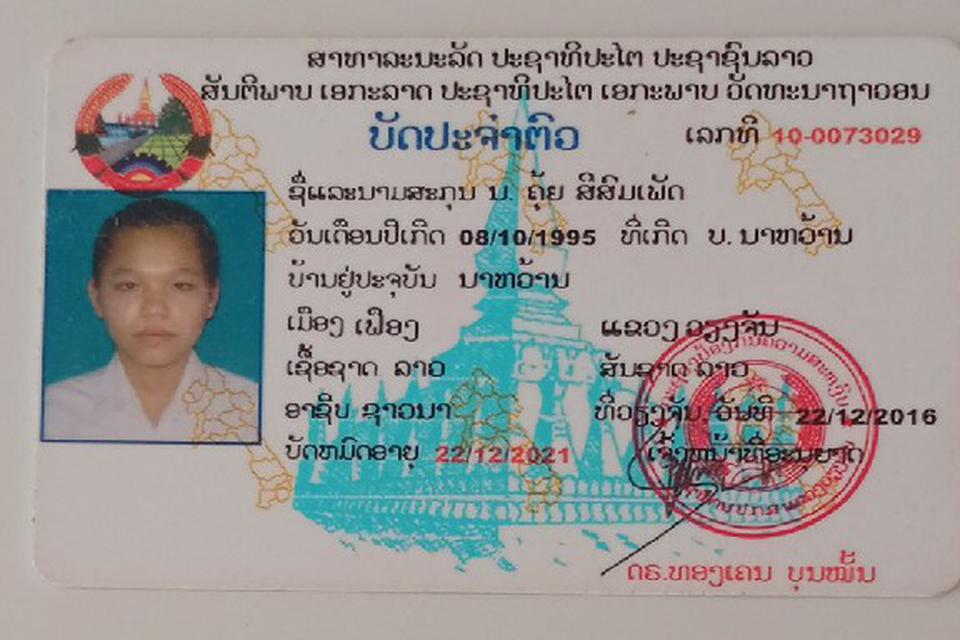 ສາທາລະນະລັດ ປະຊາທິປະໄຕ ປະຊາຊົນລາວ
ສັນຕິພາບ ເອກະລາດ ປະຊາທິປະໄຕ ເອກະພາບ ວັດທະນາຖາວອນ
ບັດປະຈຳຕົວ ເລກທີ 10-0073029
ຊື່ແລະນາມສະກຸນ ນ. ຄຸ້ຍ ສີສົມເພັດ
ວັນເດືອນປີເກີດ 08/10/1995 ທີ່ເກີດ ບ. ນາຫວ້ານ
ບ້ານຢູ່ປະຈຸບັນ ນາຫວ້ານ
ເມືອງ ເຟືອງ ແຂວງ ວຽງຈັນ
ເຊື້ອຊາດ ລາວ ສັນຊາດ ລາວ
ອາຊີບ ຊາວນາ ທີ່ວຽງຈັນ, ວັນທີ 22/12/2016
ບັດຫມົດອາຍຸ 22/12/2021 ເຈົ້າຫນ້າທີ່ອະນຸຍາດ
ດຣ.ທອງເຄນ ບຸນໝັ້ນ